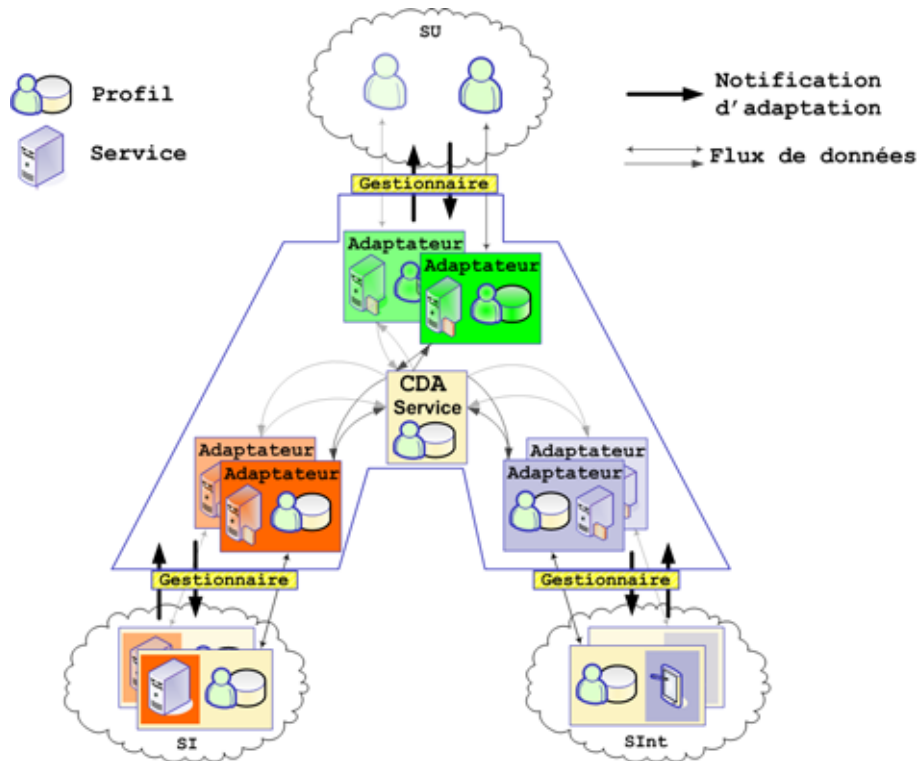 SU
Profil
Service
Notification
d'adaptation
Flux de données
Gestionnaire
Adaptateur
Adaptateur
CDA
Service
Adaptateur
Adaptateur
Adaptateur
Adaptateur
Gestionnaire
Gestionnaire
SI
SInt